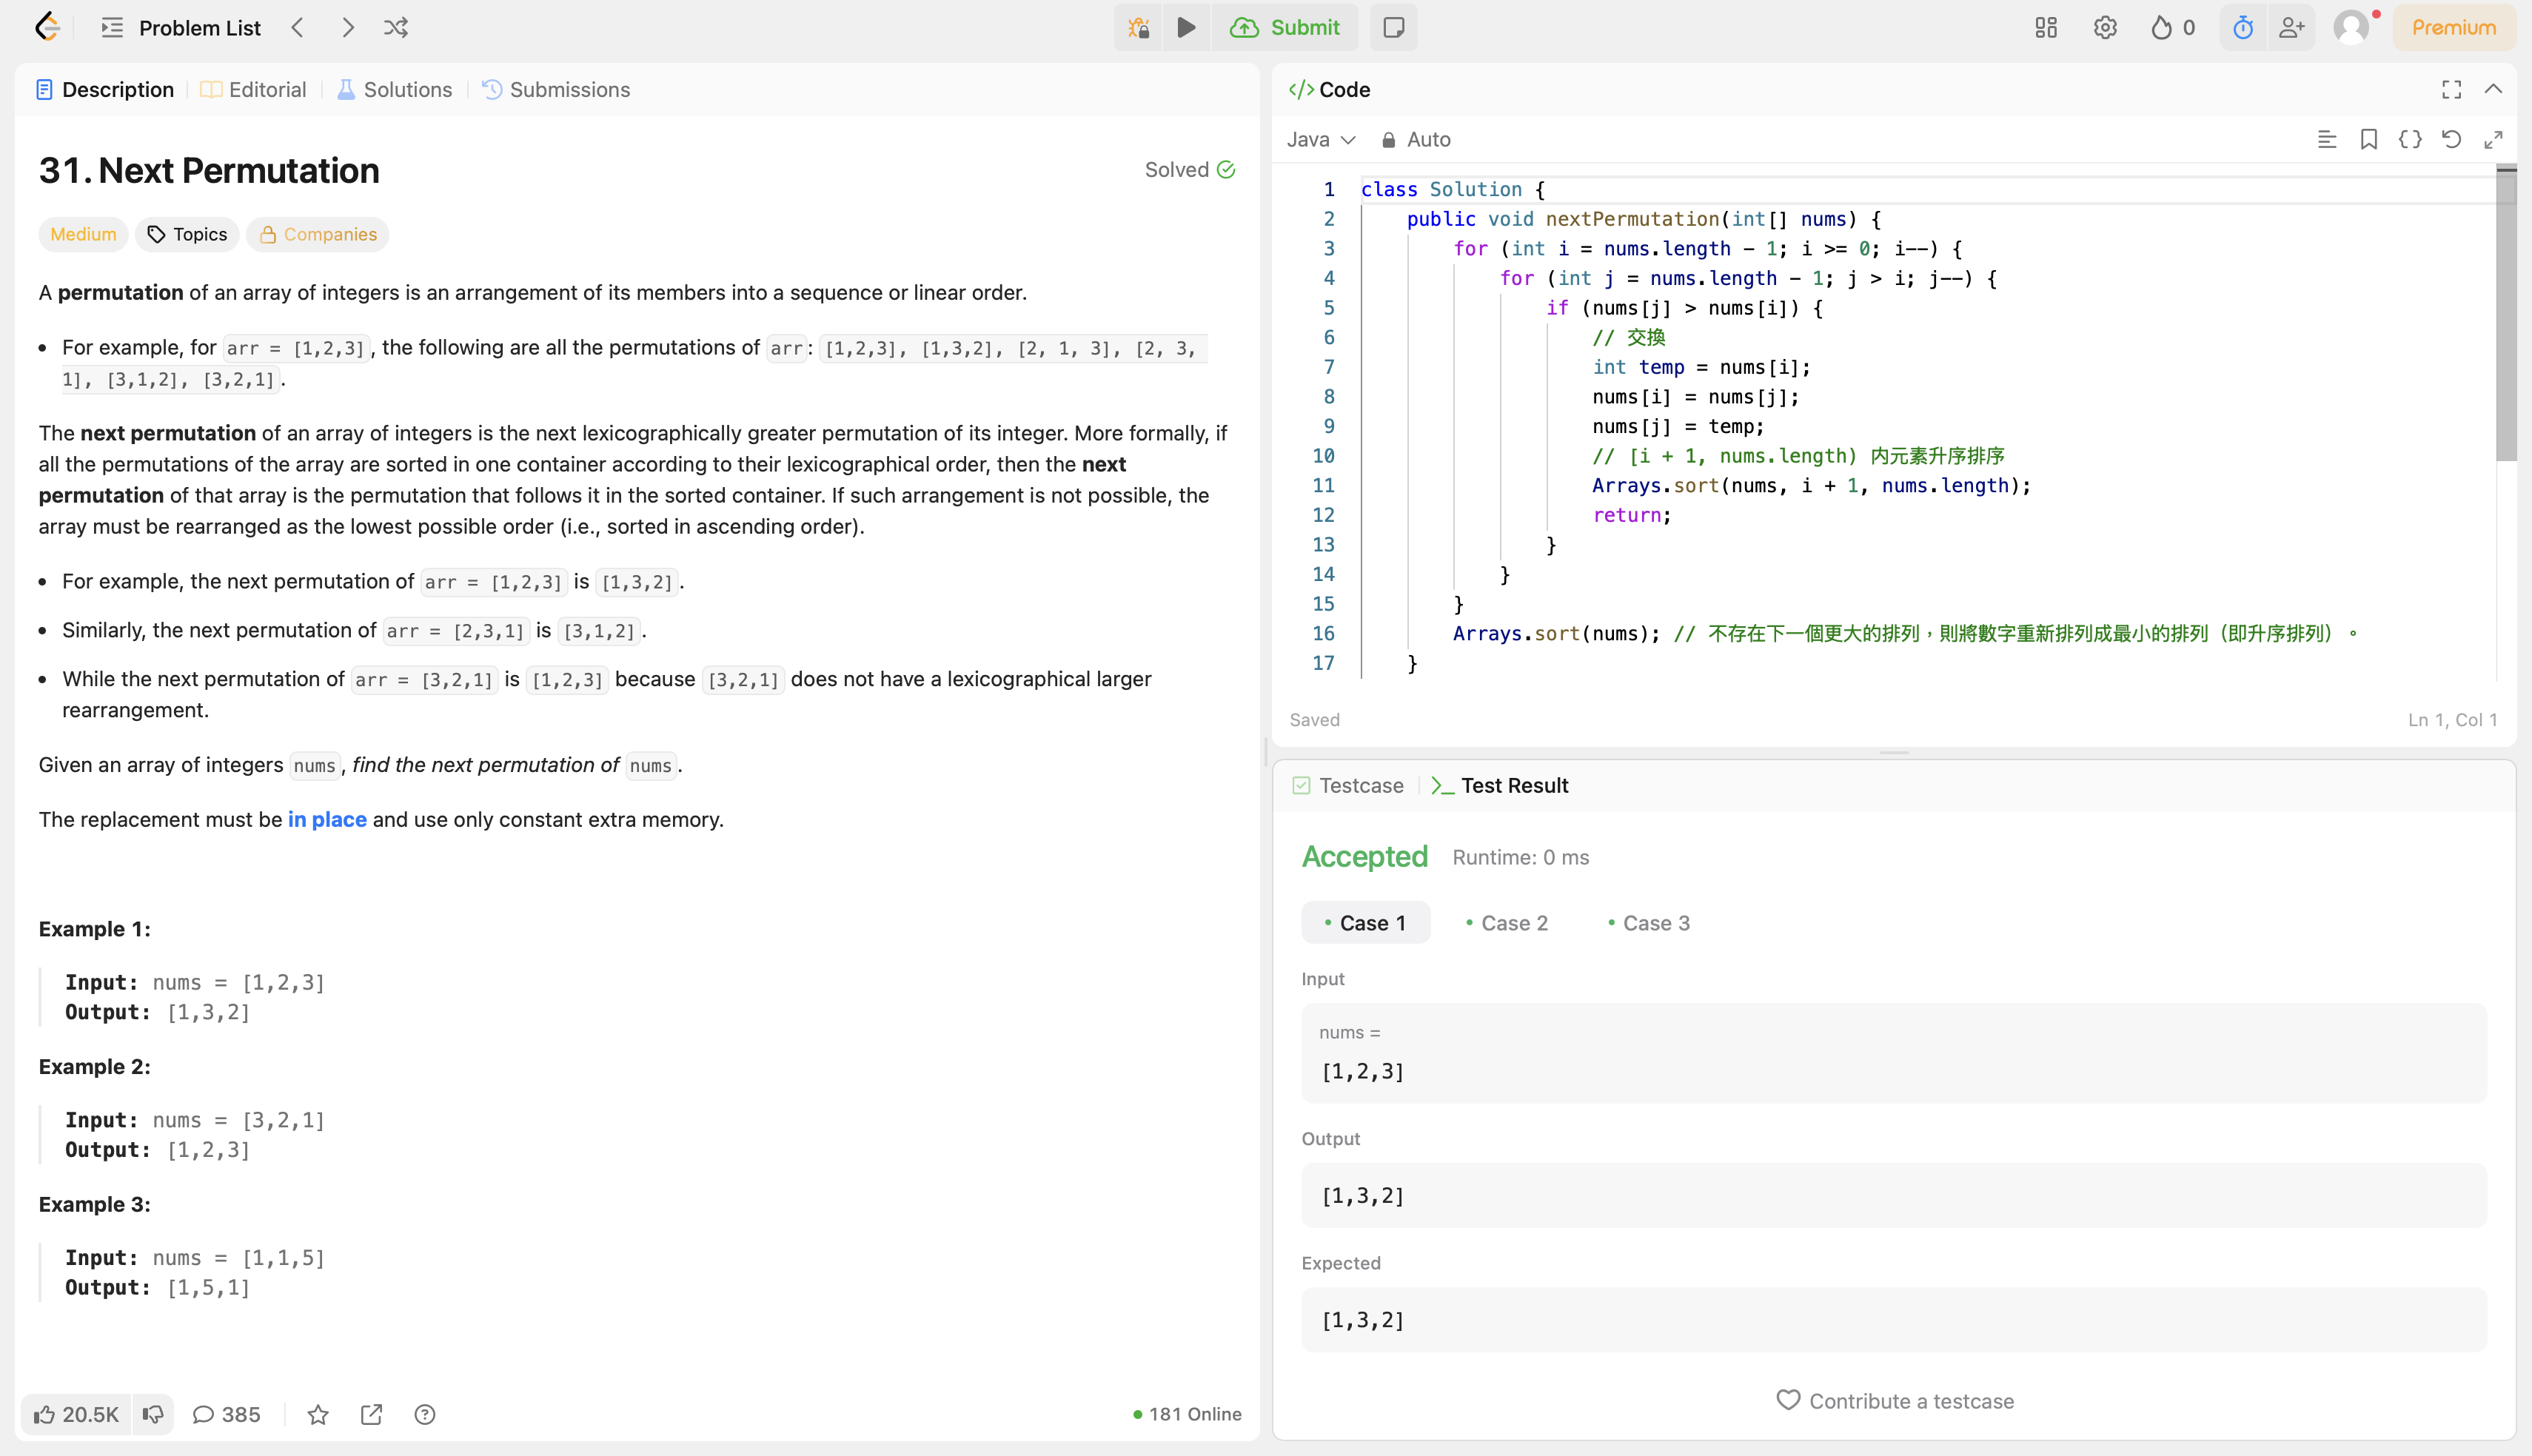 Problem List
Submit
0
Premium
Description
Editorial
Solutions
Submissions
31. Next Permutation
Solved
Medium
Topics
Companies
A permutation of an array of integers is an arrangement of its members into a sequence or linear order.
• For example, for arr = [1,2,3], the following are all the permutations of arr: [1,2,3], [1,3,2], [2, 1, 3], [2, 3,
1], [3,1,2], [3,2,1].
The next permutation of an array of integers is the next lexicographically greater permutation of its integer. More formally, if
all the permutations of the array are sorted in one container according to their lexicographical order, then the next
permutation of that array is the permutation that follows it in the sorted container. If such arrangement is not possible, the
array must be rearranged as the lowest possible order (i.e., sorted in ascending order).
• For example, the next permutation of arr = [1,2,3] is [1,3,2].
• Similarly, the next permutation of arr = [2,3,1] is [3,1,2].
• While the next permutation of arr = [3,2,1] is [1,2,3] because [3,2,1] does not have a lexicographical larger
rearrangement.
Given an array of integers nums, find the next permutation of nums.
The replacement must be in place and use only constant extra memory.
Example 1:
Input: nums = [1,2,3]
Output: [1,3,2]
Example 2:
Input: nums = [3,2,1]
Output: [1,2,3]
Example 3:
Input: nums = [1,1,5]
Output: [1,5,1]
20.5K
385
181 Online
</> Code
Java
Auto
1 class Solution {
2 public void nextPermutation(int[] nums) {
3 for (int i = nums.length - 1; i >= 0; i--) {
4 for (int j = nums.length - 1; j > i; j--) {
5 if (nums[j] > nums[i]) {
6 // 交換
7 int temp = nums[i];
8 nums[i] = nums[j];
9 nums[j] = temp;
10 // [i + 1, nums.length) 内元素升序排序
11 Arrays.sort(nums, i + 1, nums.length);
12 return;
13 }
14 }
15 }
16 Arrays.sort(nums); // 不存在下一個更大的排列，則將數字重新排列成最小的排列（即升序排列）。
17 }
Saved
Ln 1, Col 1
Testcase
Test Result
Accepted
Runtime: 0 ms
• Case 1
• Case 2
• Case 3
Input
nums =
[1,2,3]
Output
[1,3,2]
Expected
[1,3,2]
Contribute a testcase